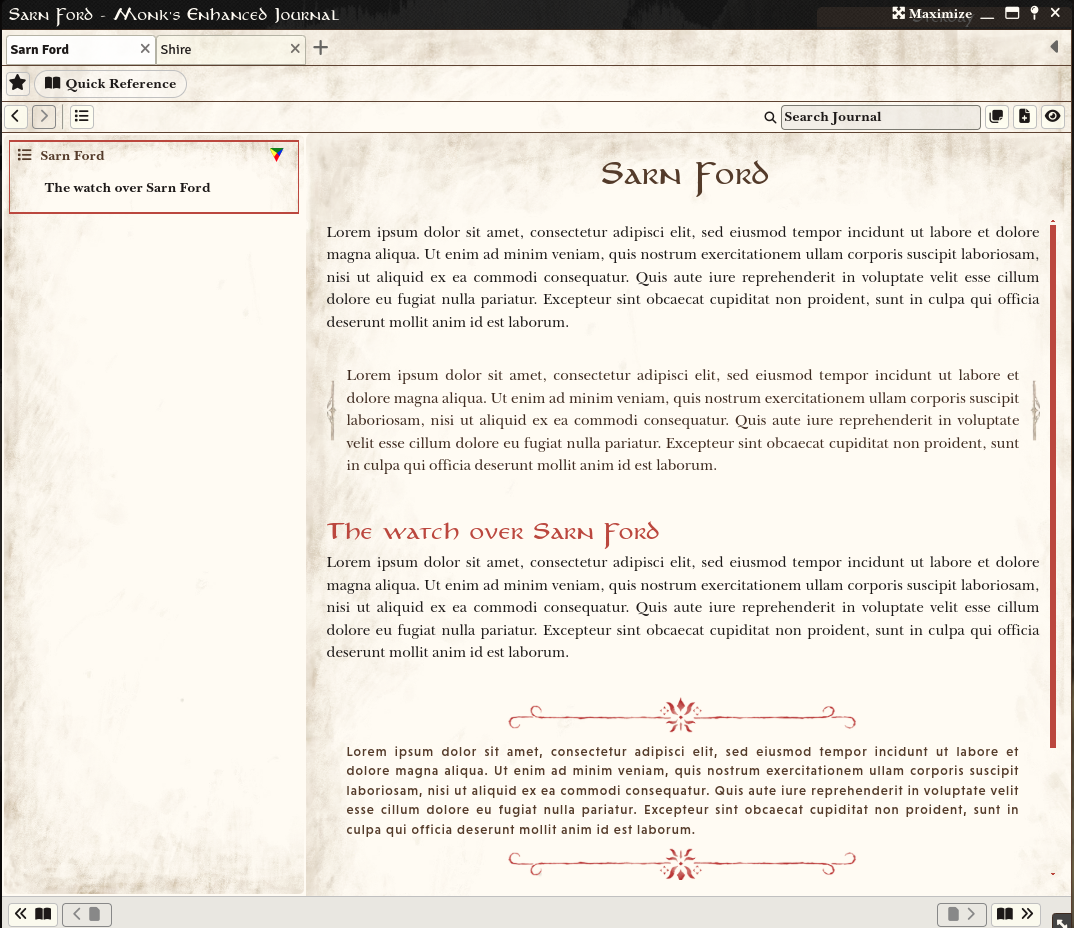 Sarn Ford - Monk's Enhanced Journal
Maximize
Sarn Ford
Shire
Quick Reference
Search Journal
Sarn Ford
The watch over Sarn Ford
Sarn Ford
Lorem ipsum dolor sit amet, consectetur adipisci elit, sed eiusmod tempor incidunt ut labore et dolore
magna aliqua. Ut enim ad minim veniam, quis nostrum exercitationem ullam corporis suscipit laboriosam,
nisi ut aliquid ex ea commodi consequatur. Quis aute iure reprehenderit in voluptate velit esse cillum
dolore eu fugiat nulla pariatur. Excepteur sint obcaecat cupiditat non proident, sunt in culpa qui officia
deserunt mollit anim id est laborum.
Lorem ipsum dolor sit amet, consectetur adipisci elit, sed eiusmod tempor incidunt ut labore et
dolore magna aliqua. Ut enim ad minim veniam, quis nostrum exercitationem ullam corporis suscipit
laboriosam, nisi ut aliquid ex ea commodi consequatur. Quis aute iure reprehenderit in voluptate
velit esse cillum dolore eu fugiat nulla pariatur. Excepteur sint obcaecat cupiditat non proident, sunt
in culpa qui officia deserunt mollit anim id est laborum.
The watch over Sarn Ford
Lorem ipsum dolor sit amet, consectetur adipisci elit, sed eiusmod tempor incidunt ut labore et dolore
magna aliqua. Ut enim ad minim veniam, quis nostrum exercitationem ullam corporis suscipit laboriosam,
nisi ut aliquid ex ea commodi consequatur. Quis aute iure reprehenderit in voluptate velit esse cillum
dolore eu fugiat nulla pariatur. Excepteur sint obcaecat cupiditat non proident, sunt in culpa qui officia
deserunt mollit anim id est laborum.
Lorem ipsum dolor sit amet, consectetur adipisci elit, sed eiusmod tempor incidunt ut labore et
dolore magna aliqua. Ut enim ad minim veniam, quis nostrum exercitationem ullam corporis suscipit
laboriosam, nisi ut aliquid ex ea commodi consequatur. Quis aute iure reprehenderit in voluptate velit
esse cillum dolore eu fugiat nulla pariatur. Excepteur sint obcaecat cupiditat non proident, sunt in
culpa qui officia deserunt mollit anim id est laborum.